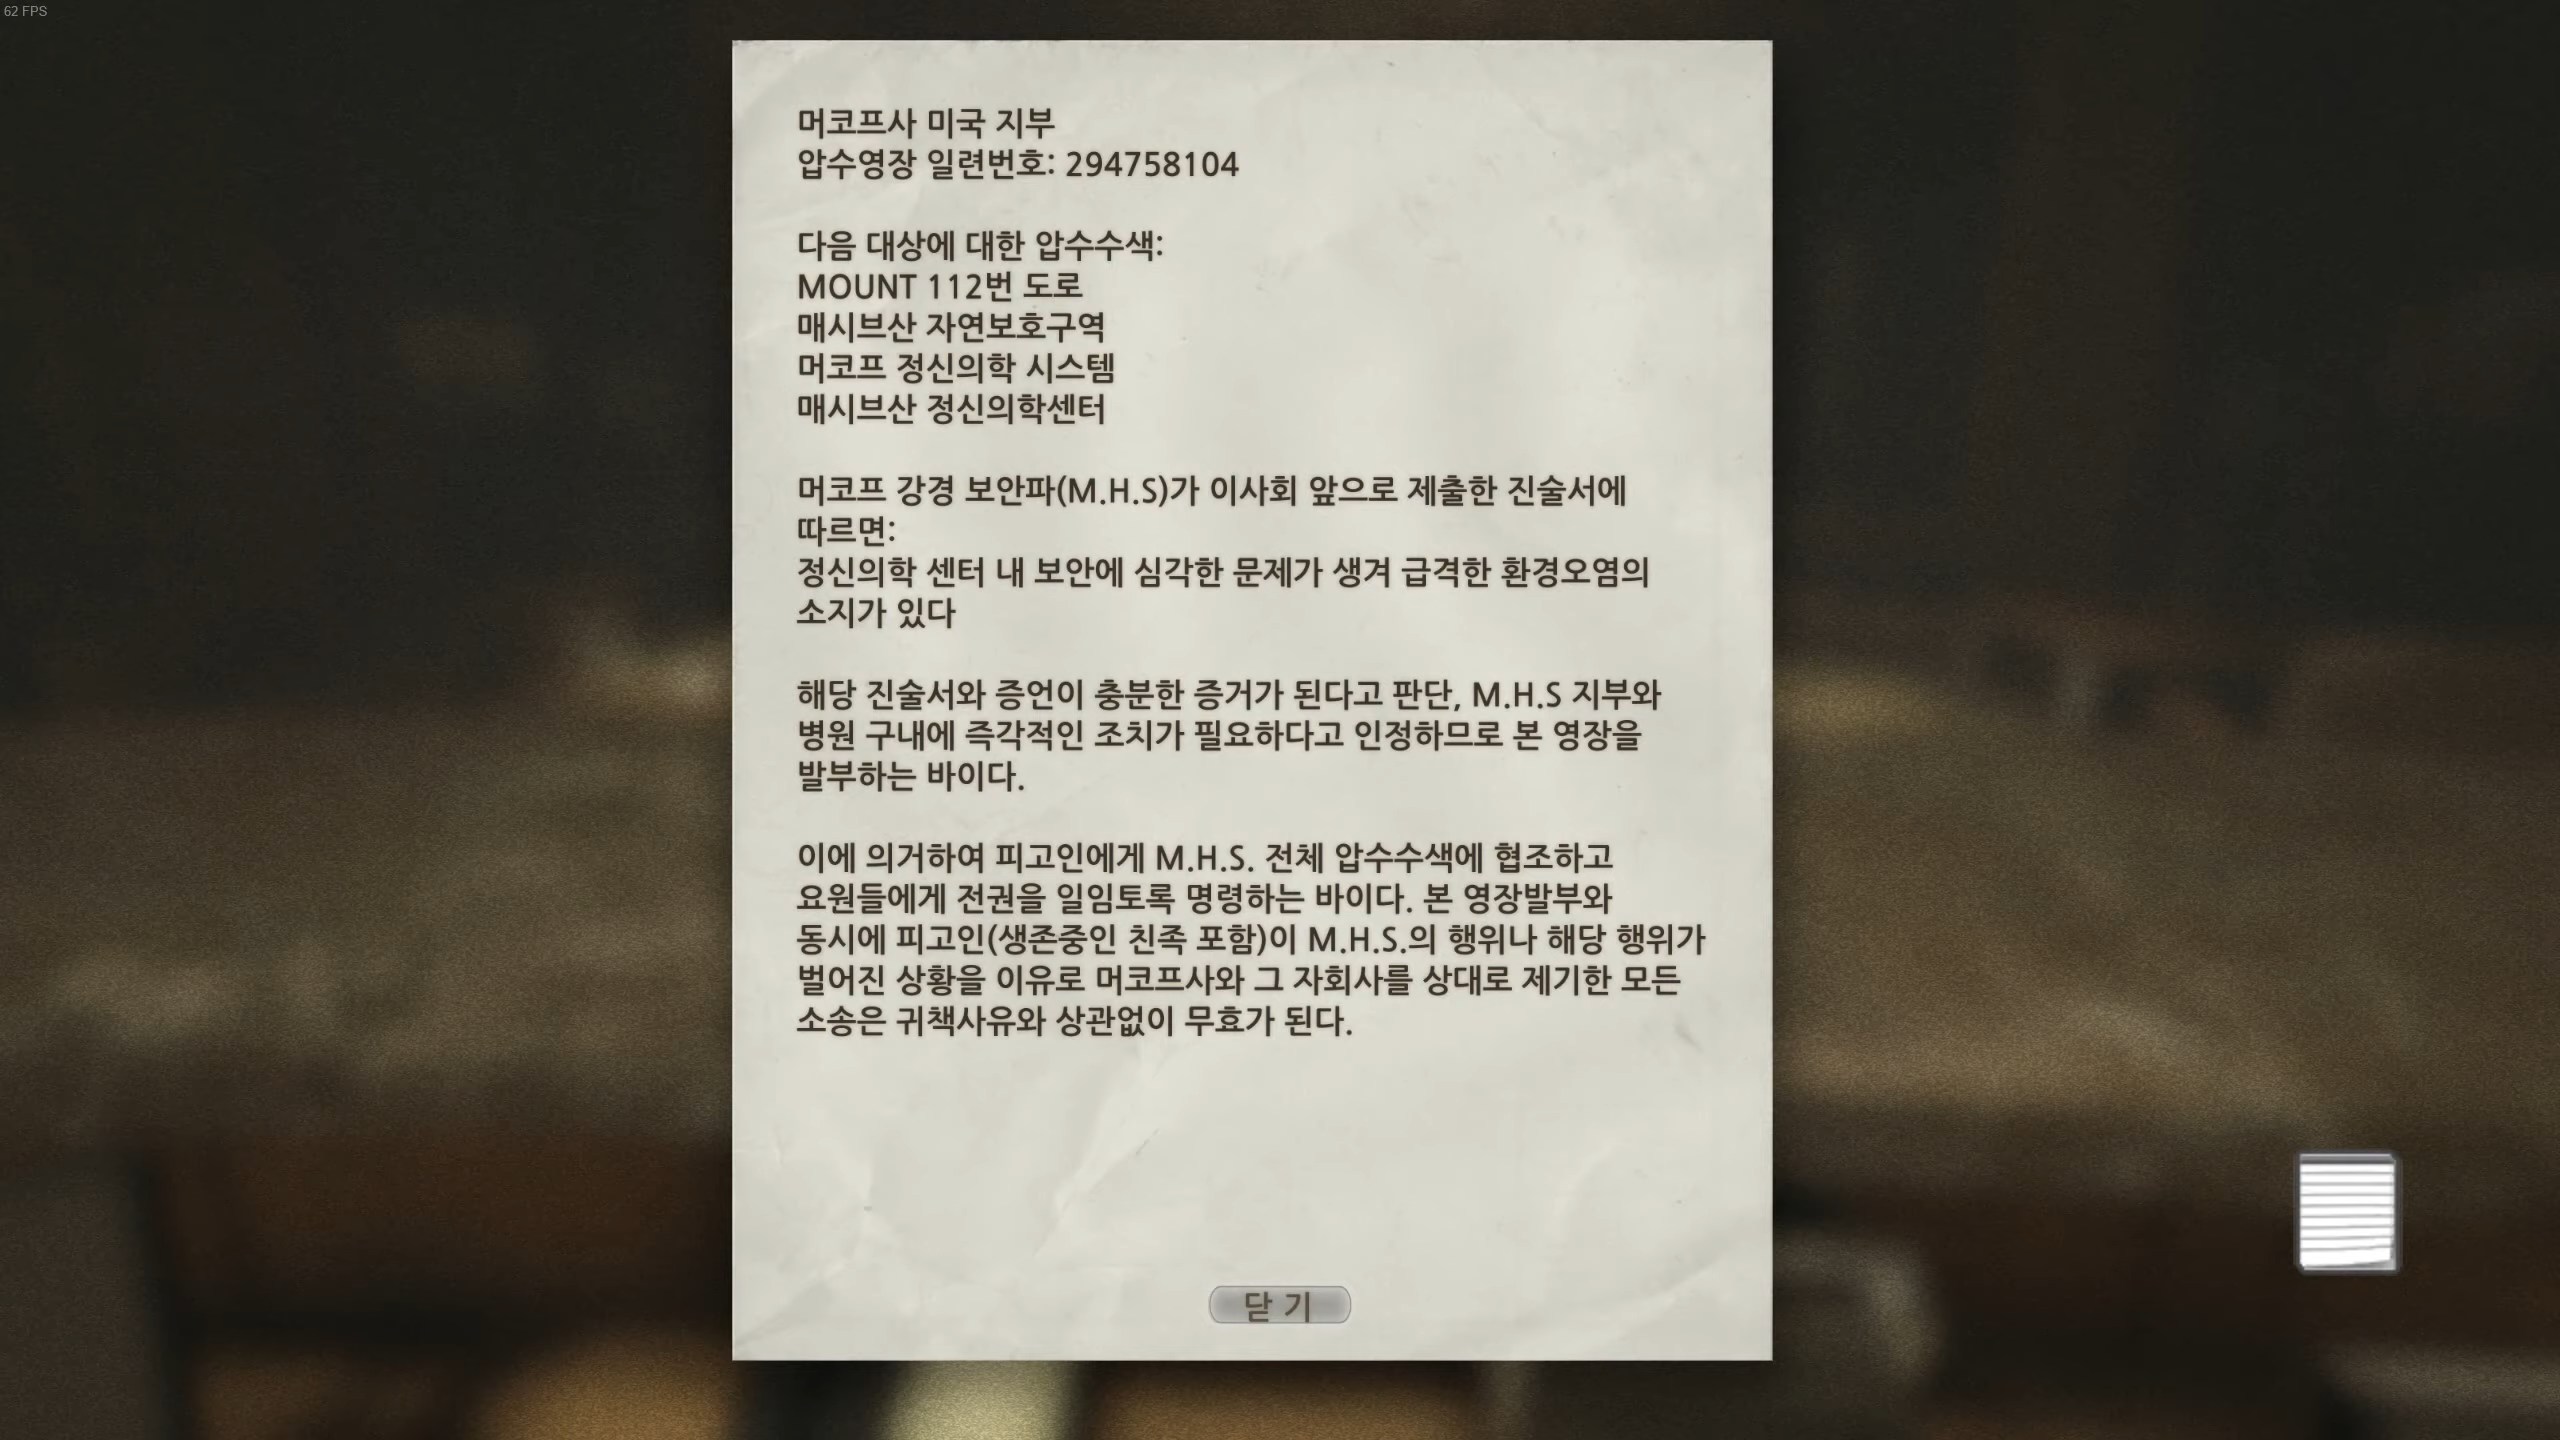 62 FPS
머코프사 미국 지부
압수영장 일련번호: 294758104
다음 대상에 대한 압수수색:
MOUNT 112번 도로
매시브산 자연보호구역
머코프 정신의학 시스템
매시브산 정신의학센터
머코프 강경 보안파(M.H.S)가 이사회 앞으로 제출한 진술서에
따르면:
정신의학 센터 내 보안에 심각한 문제가 생겨 급격한 환경오염의
소지가 있다
해당 진술서와 증언이 충분한 증거가 된다고 판단, M.H.S 지부와
병원 구내에 즉각적인 조치가 필요하다고 인정하므로 본 영장을
발부하는 바이다.
이에 의거하여 피고인에게 M.H.S. 전체 압수수색에 협조하고
요원들에게 전권을 일임토록 명령하는 바이다. 본 영장발부와
동시에 피고인(생존중인 친족 포함)이 M.H.S.의 행위나 해당 행위가
벌어진 상황을 이유로 머코프사와 그 자회사를 상대로 제기한 모든
소송은 귀책사유와 상관없이 무효가 된다.
닫 기